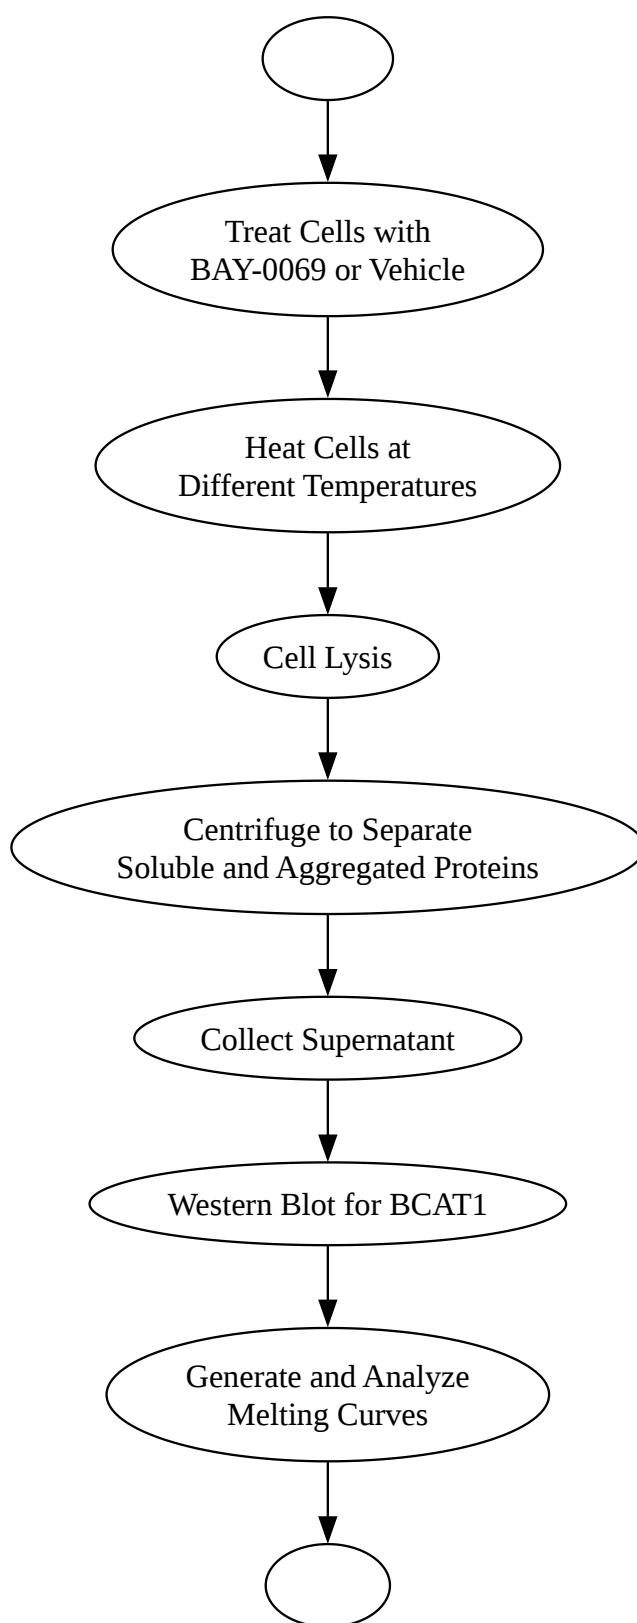 Treat Cells with
BAY-0069 or Vehicle
Heat Cells at
Different Temperatures
Cell Lysis
Centrifuge to Separate
Soluble and Aggregated Proteins
Collect Supernatant
Western Blot for BCAT1
Generate and Analyze
Melting Curves